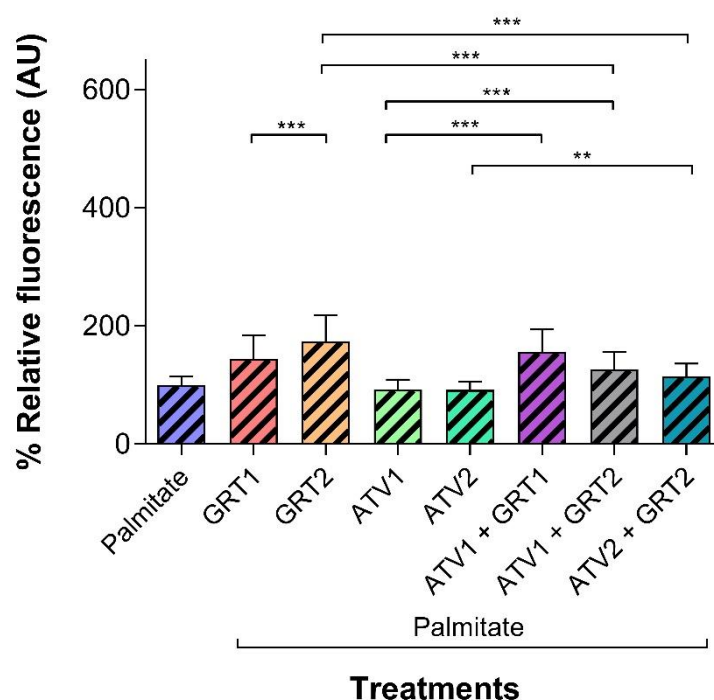 % Relative fluorescence (AU)
600
400
200
0
***
***
***
***
***
**
Palmitate
GRT1
GRT2
ATV1
ATV2
ATV1 + GRT1
ATV1 + GRT2
ATV2 + GRT2
Palmitate
Treatments